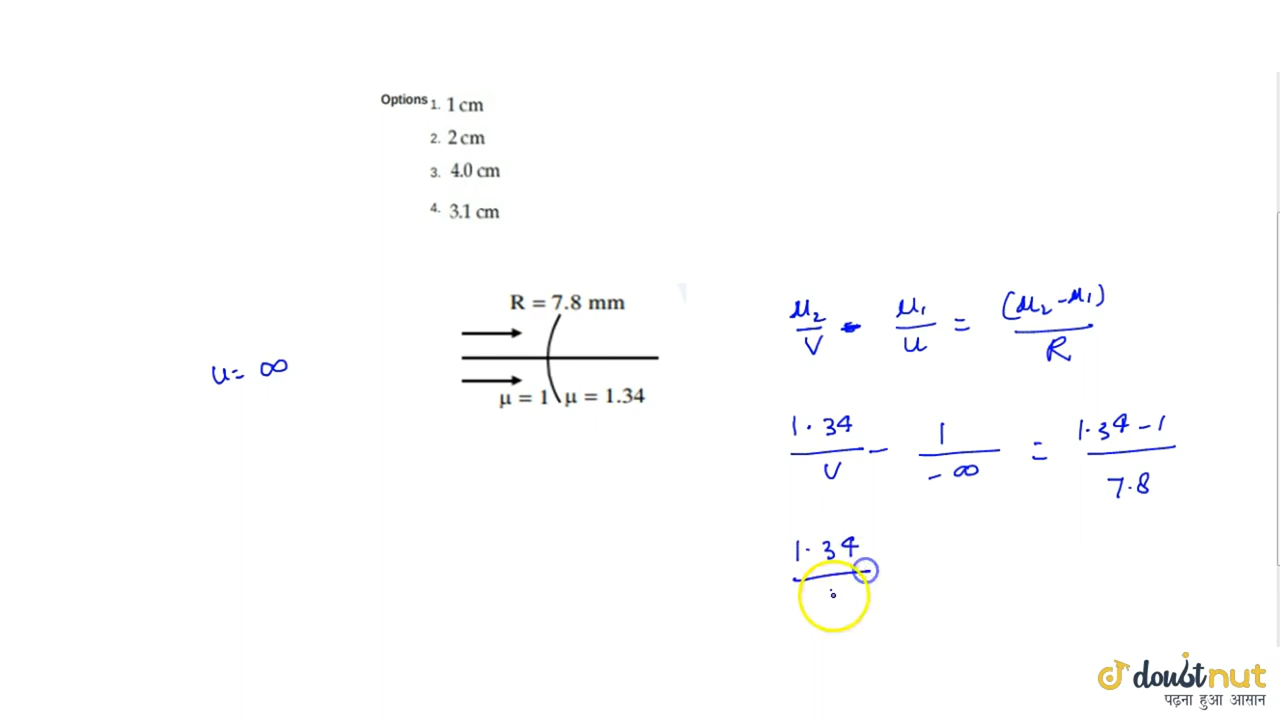 Options 1. 1 cm
2. 2 cm
3. 4.0 cm
4. 3.1 cm
R = 7.8 mm
μ = 1 μ = 1.34
u = ∞
μ₂/V - μ₁/u = (μ₂ - μ₁)/R
1.34/V - 1/-∞ = 1.34 - 1/7.8
1.34
doubtnut
पढ़ना हुआ आसान